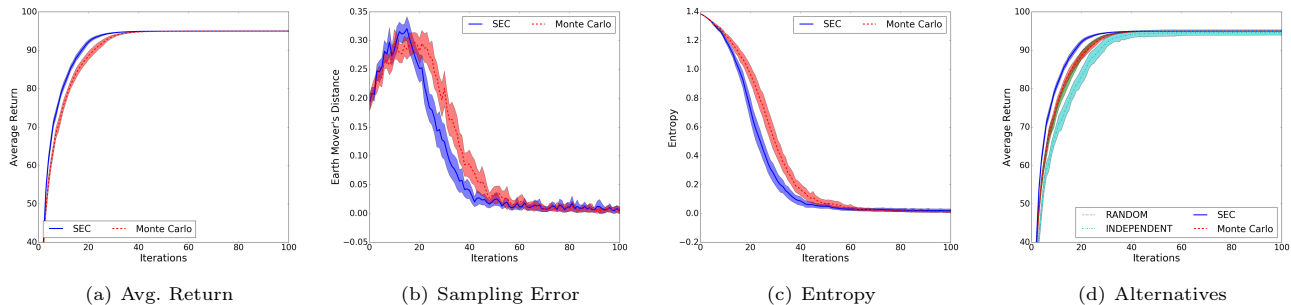 100
90
80
70
60
50
40
Average Return
SEC
Monte Carlo
0
20
40
60
80
100
Iterations
(a) Avg. Return
0.35
0.30
0.25
0.20
0.15
0.10
0.05
0.00
−0.05
Earth Mover's Distance
SEC
Monte Carlo
0
20
40
60
80
100
Iterations
(b) Sampling Error
1.4
1.2
1.0
0.8
0.6
0.4
0.2
0.0
−0.2
Entropy
SEC
Monte Carlo
0
20
40
60
80
100
Iterations
(c) Entropy
100
90
80
70
60
50
40
Average Return
RANDOM
INDEPENDENT
SEC
Monte Carlo
0
20
40
60
80
100
Iterations
(d) Alternatives